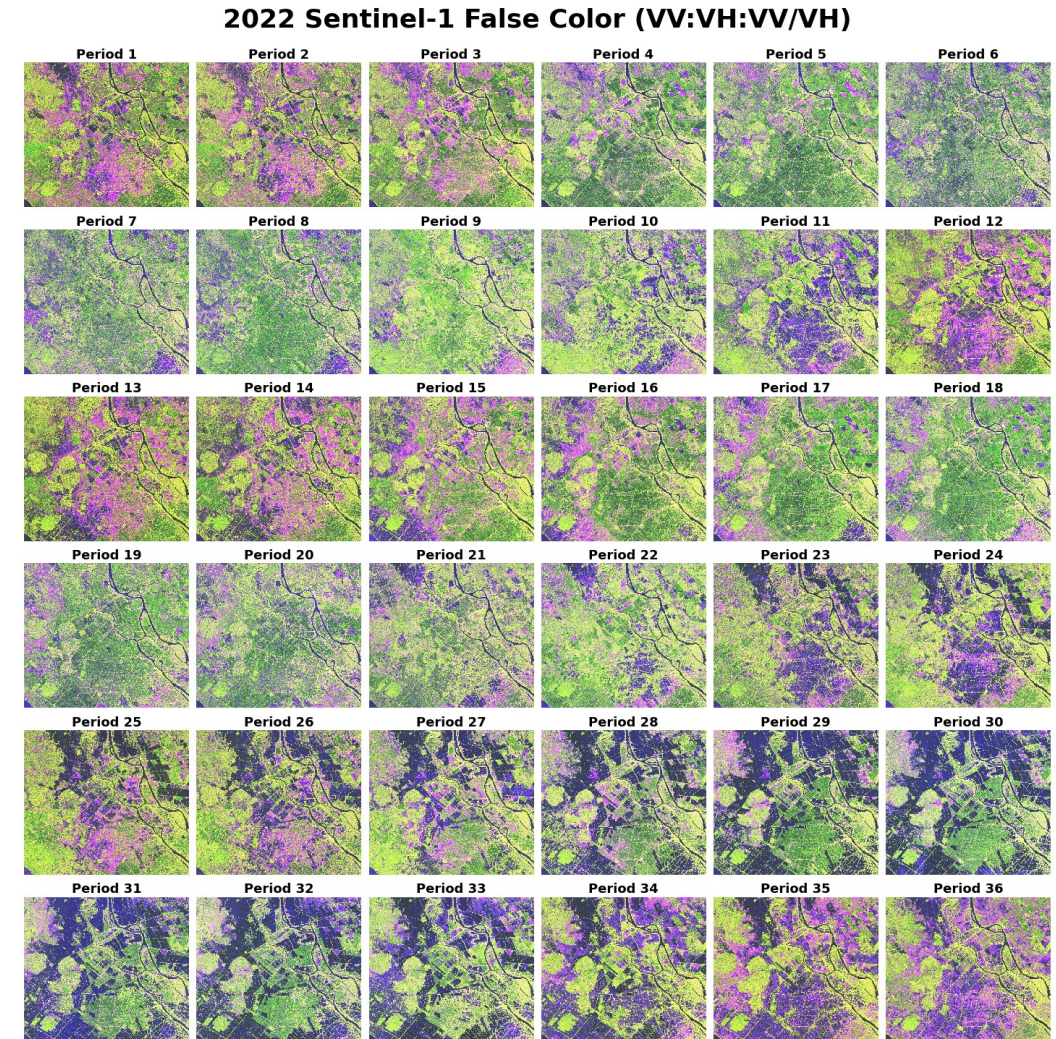 2022 Sentinel-1 False Color (VV:VH:VV/VH)
Period 1 Period 2 Period 3 Period 4 Period 5 Period 6
Period 7 Period 8 Period 9 Period 10 Period 11 Period 12
Period 13 Period 14 Period 15 Period 16 Period 17 Period 18
Period 19 Period 20 Period 21 Period 22 Period 23 Period 24
Period 25 Period 26 Period 27 Period 28 Period 29 Period 30
Period 31 Period 32 Period 33 Period 34 Period 35 Period 36